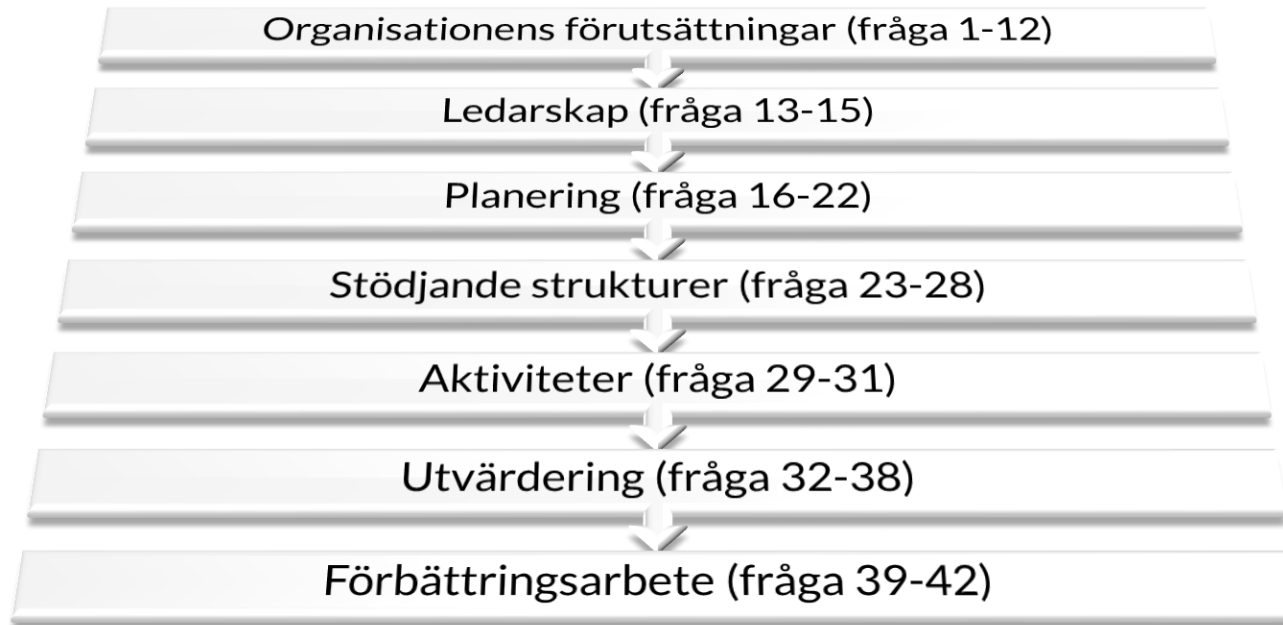 Organisationens förutsättningar (fråga 1-12)
Ledarskap (fråga 13-15)
Planering (fråga 16-22)
Stödjande strukturer (fråga 23-28)
Aktiviteter (fråga 29-31)
Utvärdering (fråga 32-38)
Förbättringsarbete (fråga 39-42)